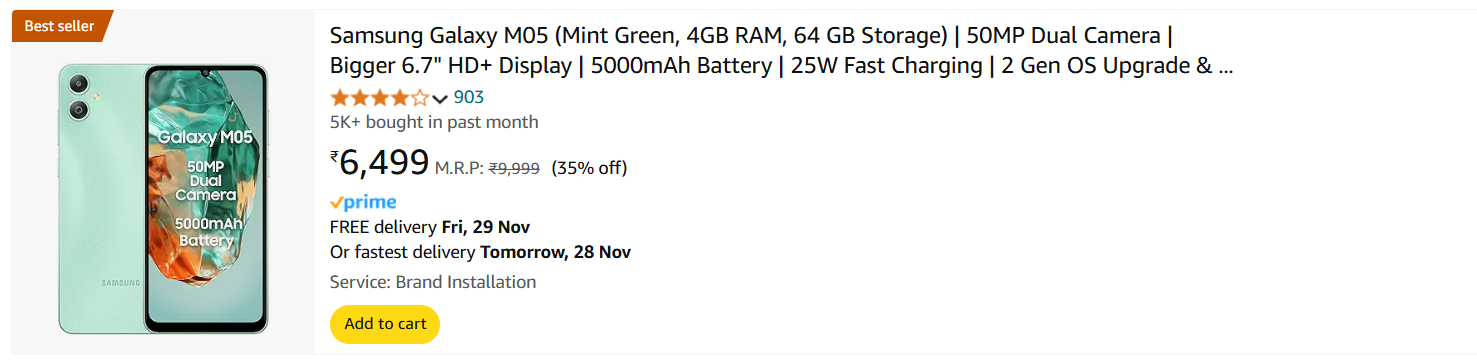 Best seller
Samsung Galaxy M05 (Mint Green, 4GB RAM, 64 GB Storage) | 50MP Dual Camera |
Bigger 6.7" HD+ Display | 5000mAh Battery | 25W Fast Charging | 2 Gen OS Upgrade & ...
903
5K+ bought in past month
₹6,499 M.R.P: ₹9,999 (35% off)
prime
FREE delivery Fri, 29 Nov
Or fastest delivery Tomorrow, 28 Nov
Service: Brand Installation
Add to cart
Galaxy M05
50MP
Dual
Camera
5000mAh
Battery
SAMSUNG